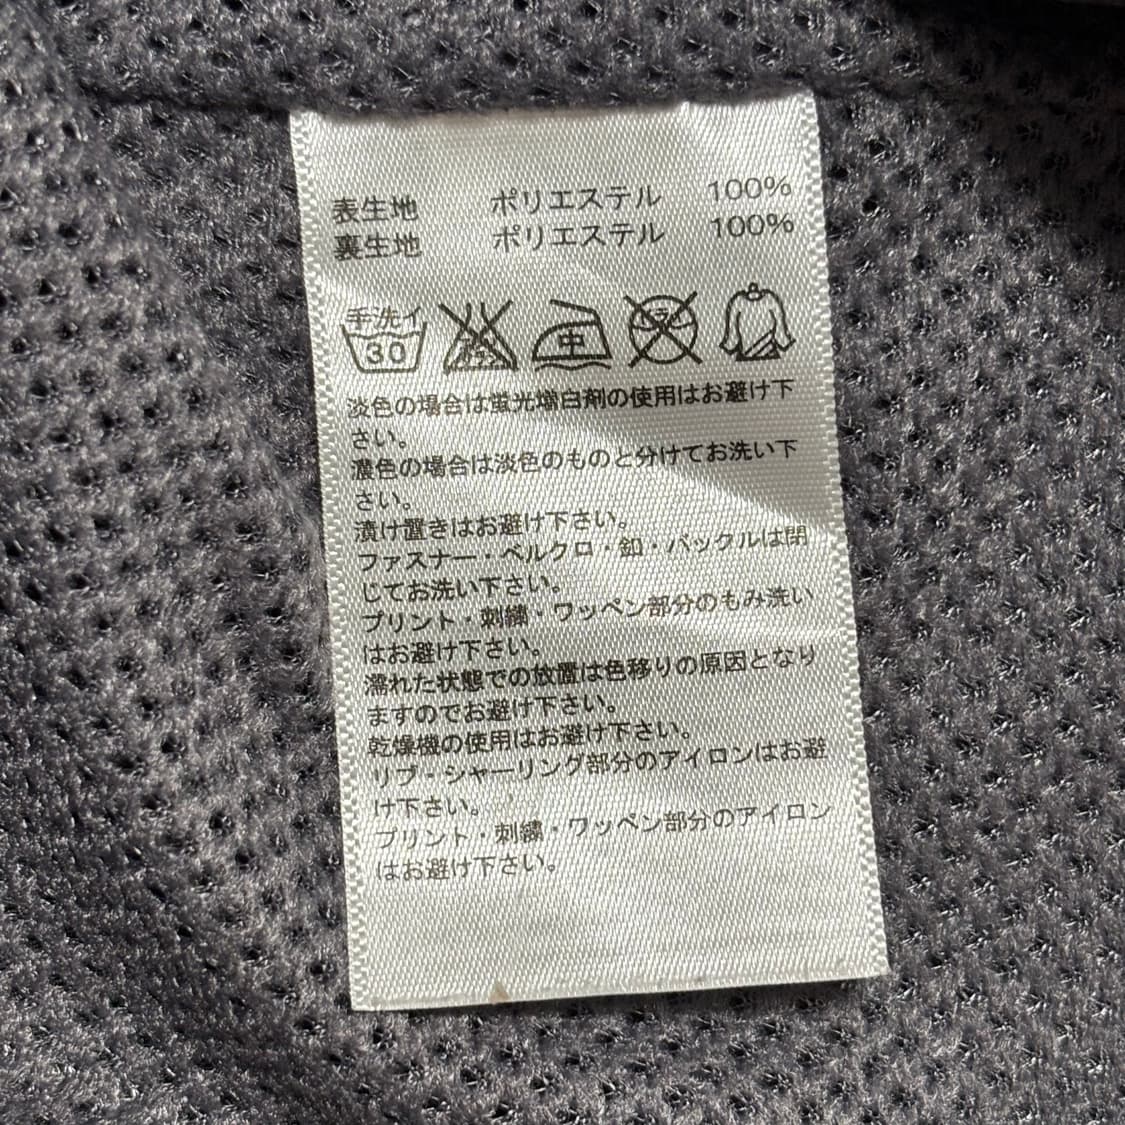 表生地 ポリエステル 100%
裏生地 ポリエステル 100%
手洗イ 30 中
淡色の場合は蛍光増白剤の使用はお避け下
さい。
濃色の場合は淡色のものと分けてお洗い下
さい。
漬け置きはお避け下さい。
ファスナー・ベルクロ・釦・バックルは閉
じてお洗い下さい。
プリント・刺繍・ワッペン部分のもみ洗い
はお避け下さい。
濡れた状態での放置は色移りの原因となり
ますのでお避け下さい。
乾燥機の使用はお避け下さい。
リブ・シャーリング部分のアイロンはお避
け下さい。
プリント・刺繍・ワッペン部分のアイロン
はお避け下さい。